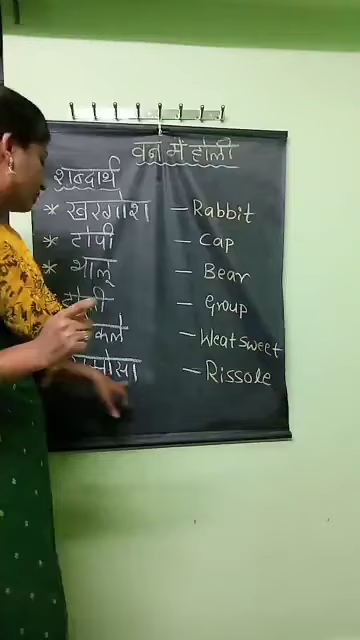 वन में होली
शब्दार्थ
* खरगोश — Rabbit
* टोपी — Cap
* भालू — Bear
— Group
— Weatsweet
— Rissole